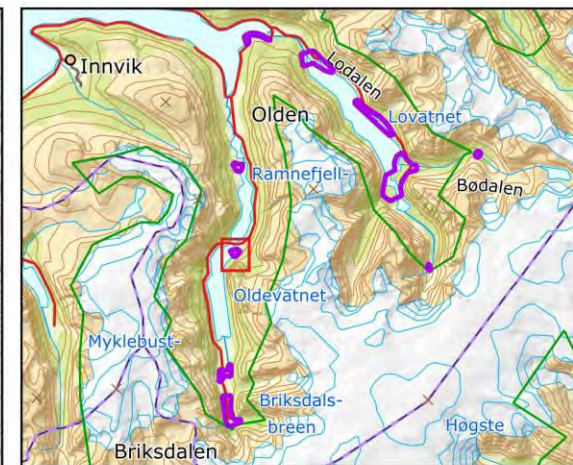 Innvik
Lodalen
Olden
Lovatnet
Ramnefjell-
Bødalen
Oldevatnet
Myklebust-
Briksdals-
breen
Høgste
Briksdalen